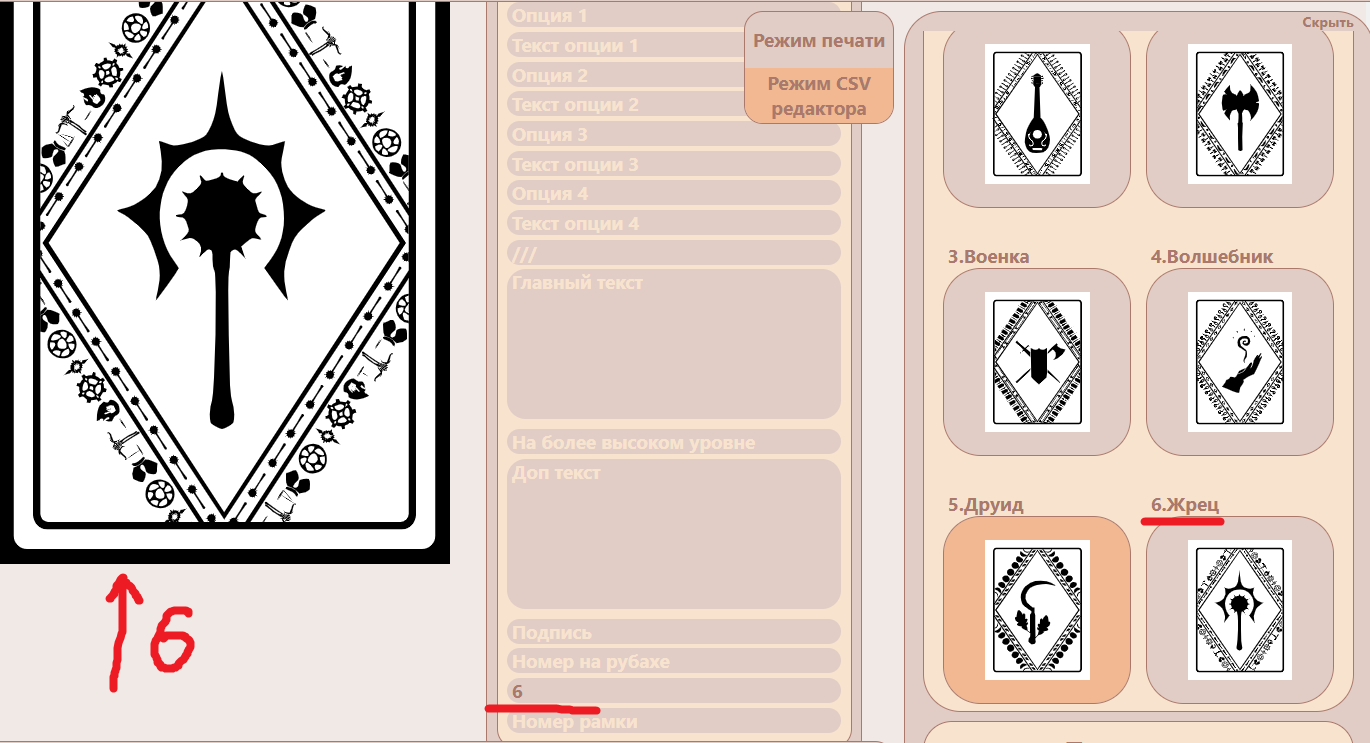 Опция 1
Текст опции 1
Опция 2
Текст опции 2
Опция 3
Текст опции 3
Опция 4
Текст опции 4
///
Главный текст
На более высоком уровне
Доп текст
Подпись
Номер на рубахе
6
Номер рамки
Режим печати
Режим CSV
редактора
Скрыть
3.Военка
4.Волшебник
5.Друид
6.Жрец
6